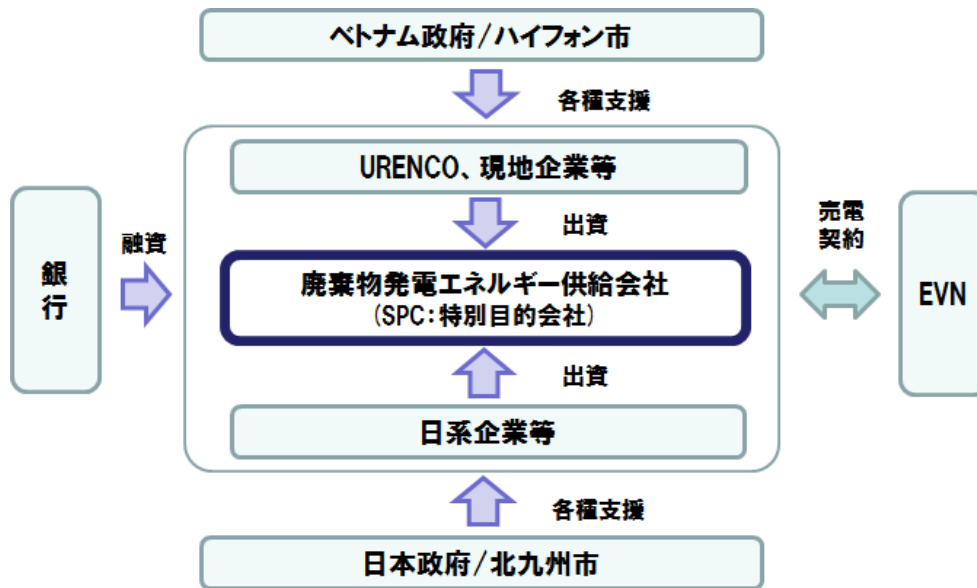 ベトナム政府/ハイフォン市
各種支援
URENCO、現地企業等
出資
融資
銀
行
廃棄物発電エネルギー供給会社
(SPC:特別目的会社)
売電
契約
EVN
出資
日系企業等
各種支援
日本政府/北九州市